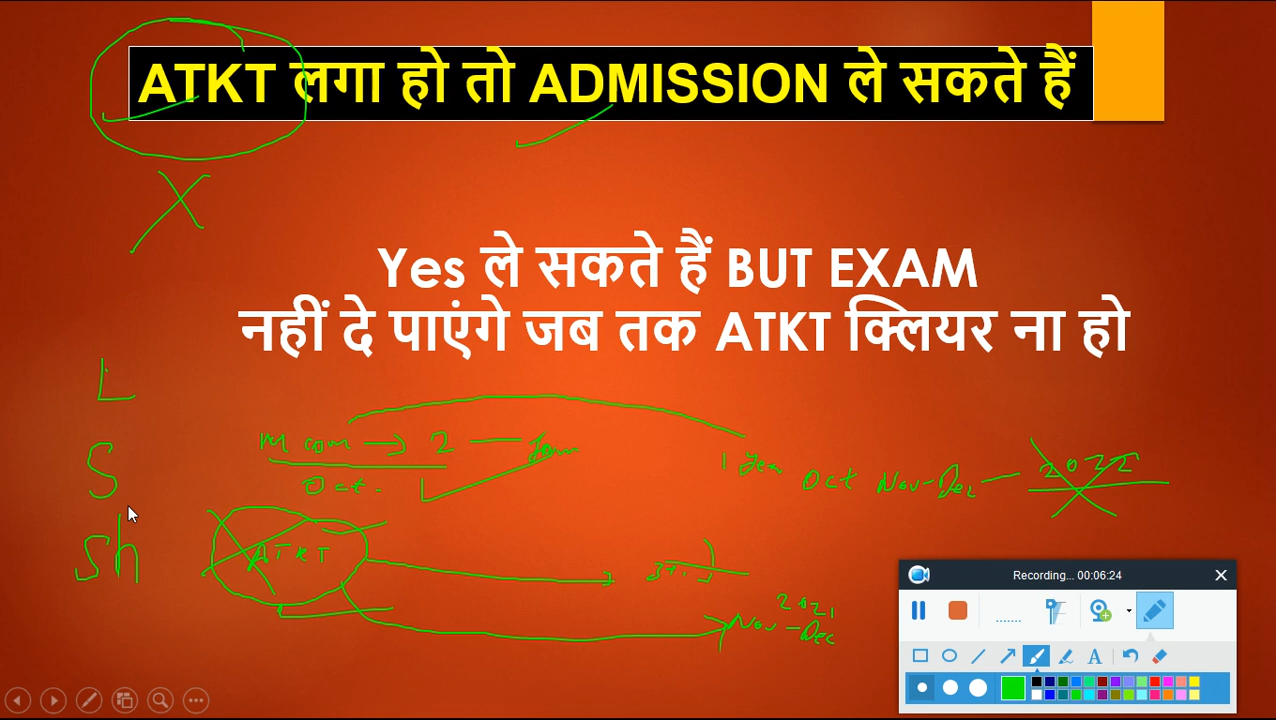 ATKT लगा हो तो ADMISSION ले सकते हैं
Yes ले सकते हैं BUT EXAM
नहीं दे पाएंगे जब तक ATKT क्लियर ना हो
L
S
Sh
M com → 2
1 Year Oct Nov-Dec — 2022
Oct.
ATKT
2021
Nov-Dec
Recording... 00:06:24
A